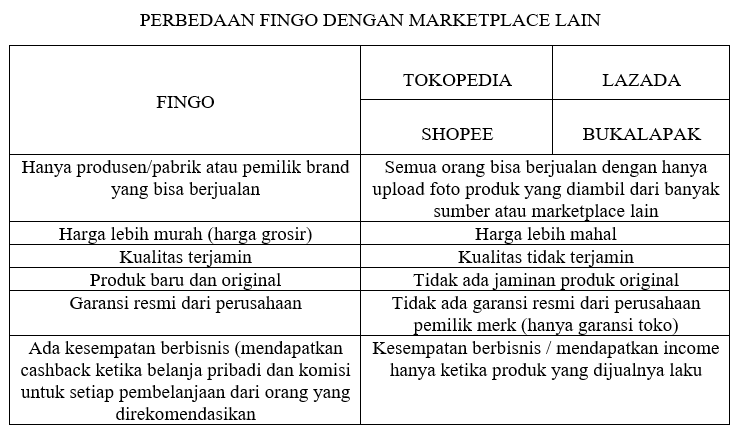 PERBEDAAN FINGO DENGAN MARKETPLACE LAIN
FINGO
TOKOPEDIA
LAZADA
SHOPEE
BUKALAPAK
Hanya produsen/pabrik atau pemilik brand
yang bisa berjualan
Semua orang bisa berjualan dengan hanya
upload foto produk yang diambil dari banyak
sumber atau marketplace lain
Harga lebih murah (harga grosir)
Harga lebih mahal
Kualitas terjamin
Kualitas tidak terjamin
Produk baru dan original
Tidak ada jaminan produk original
Garansi resmi dari perusahaan
Tidak ada garansi resmi dari perusahaan
pemilik merk (hanya garansi toko)
Ada kesempatan berbisnis (mendapatkan
cashback ketika belanja pribadi dan komisi
untuk setiap pembelanjaan dari orang yang
direkomendasikan
Kesempatan berbisnis / mendapatkan income
hanya ketika produk yang dijualnya laku